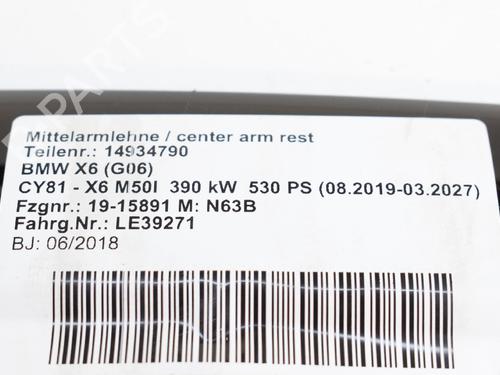 Mittelarmlehne / center arm rest
Teilenr.: 14934790
BMW X6 (G06)
CY81 - X6 M50I 390 kW 530 PS (08.2019-03.2027)
Fzgnr.: 19-15891 M: N63B
Fahrg.Nr.: LE39271
BJ: 06/2018